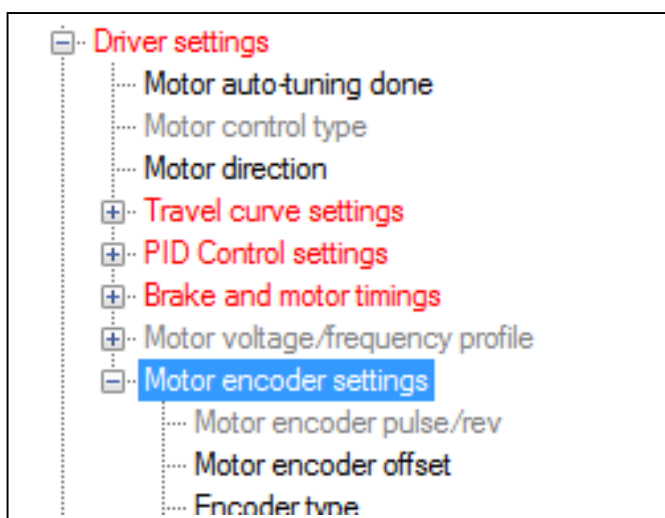 Driver settings
Motor auto-tuning done
Motor control type
Motor direction
Travel curve settings
PID Control settings
Brake and motor timings
Motor voltage/frequency profile
Motor encoder settings
Motor encoder pulse/rev
Motor encoder offset
Encoder type